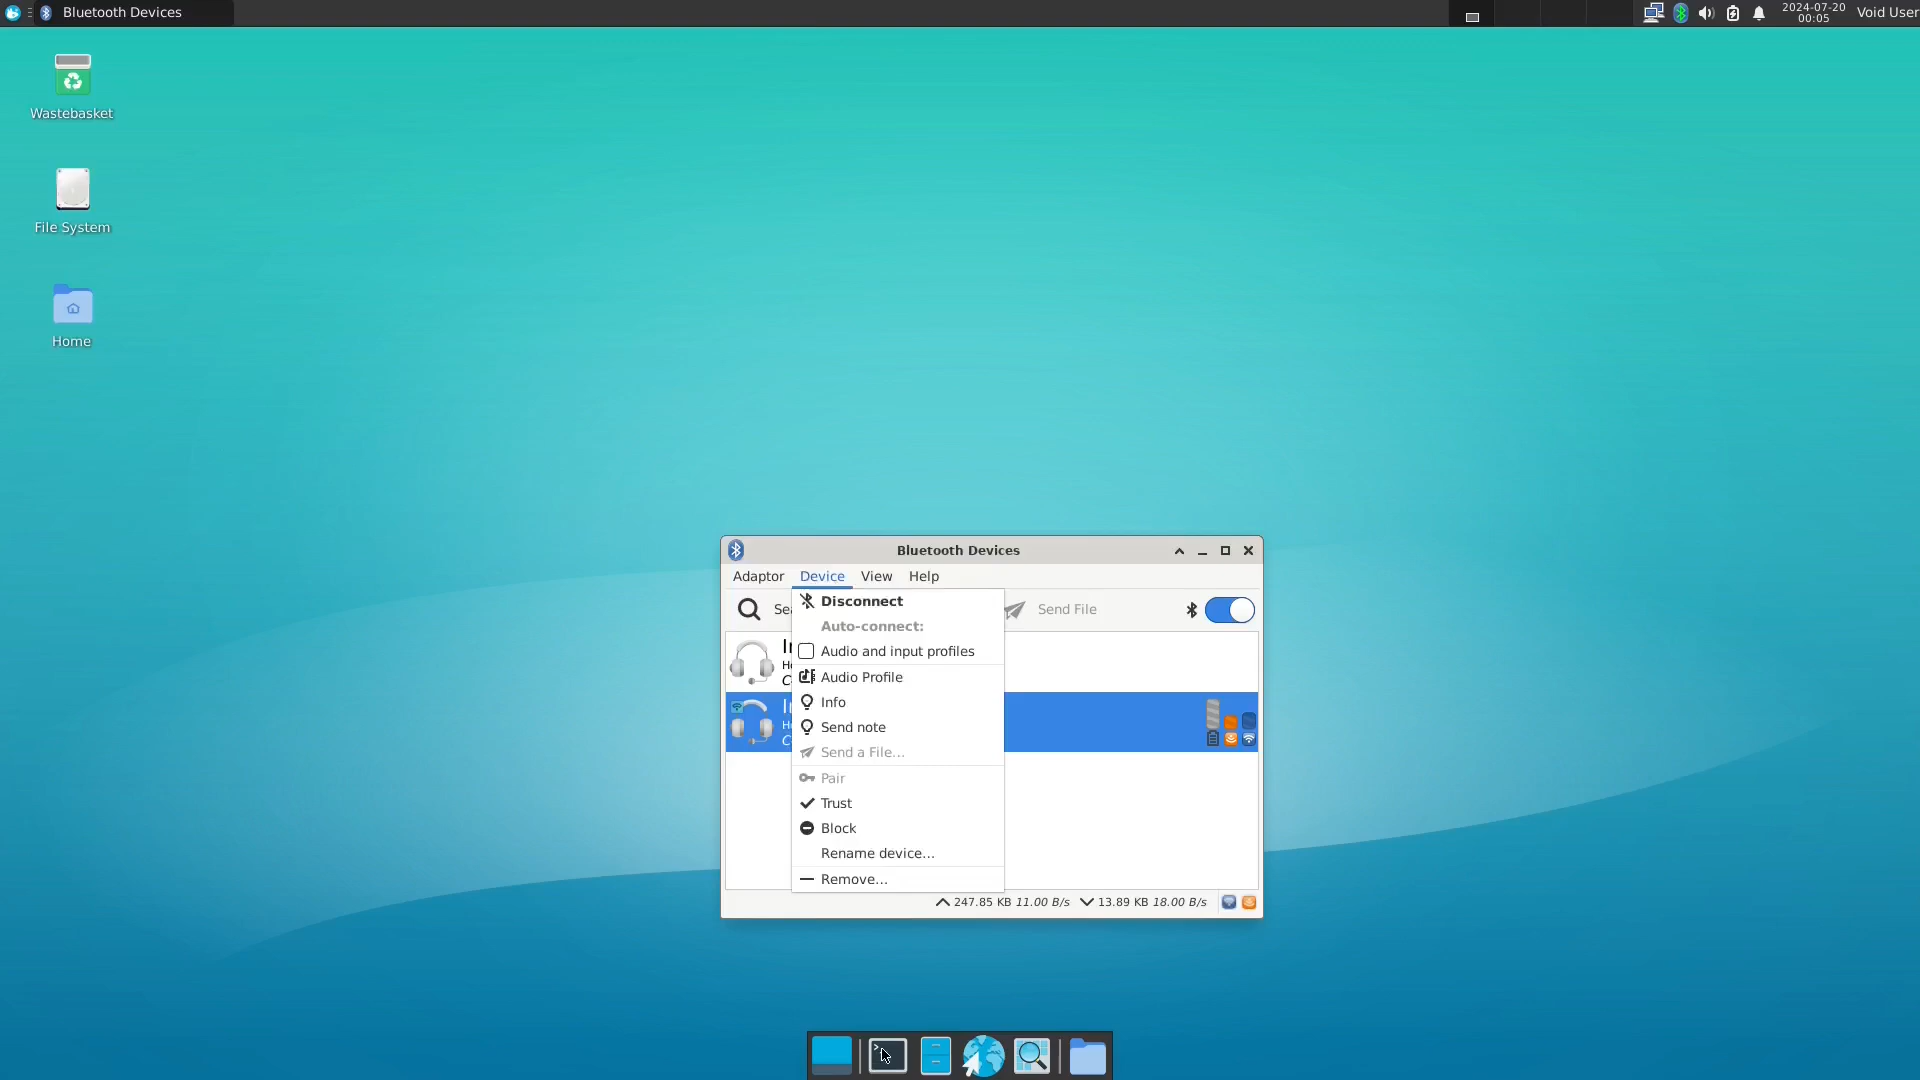 Bluetooth Devices
2024-07-20
00:05
Void User
Wastebasket
File System
Home
Bluetooth Devices
Adaptor Device View Help
Send File
Disconnect
Auto-connect:
Audio and input profiles
Audio Profile
Info
Send note
Send a File...
Pair
Trust
Block
Rename device...
Remove...
247.85 KB 11.00 B/s 13.89 KB 18.00 B/s